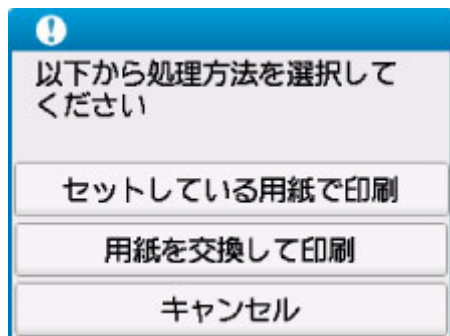 以下から処理方法を選択して
ください
セットしている用紙で印刷
用紙を交換して印刷
キャンセル